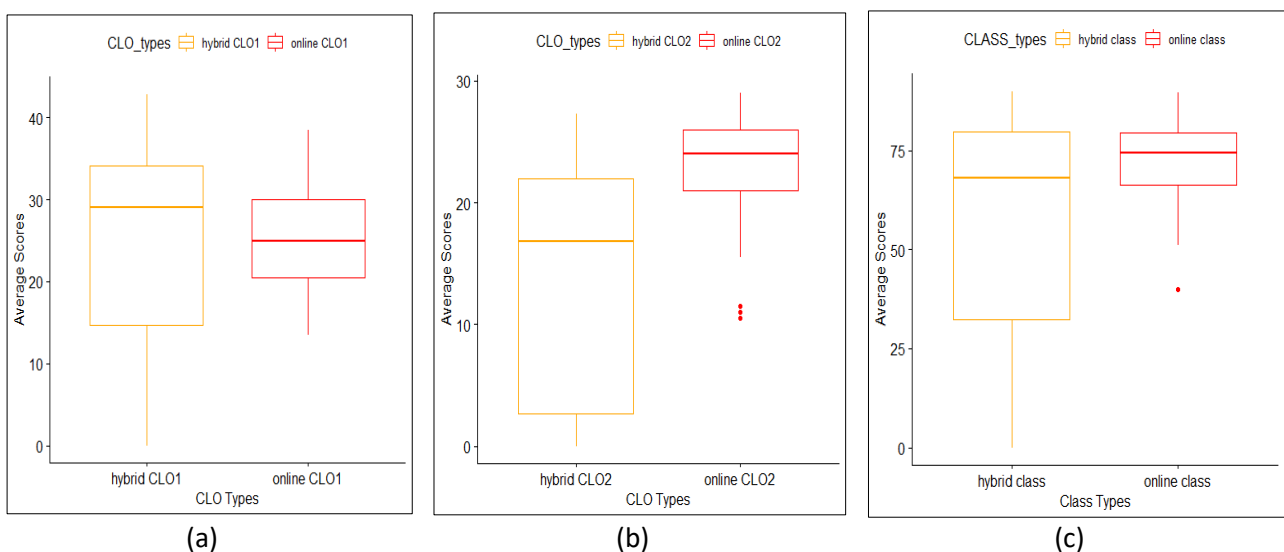 CLO_types hybrid CLO1 online CLO1
Average Scores
40
30
20
10
0
hybrid CLO1 online CLO1
CLO Types
(a)
CLO_types hybrid CLO2 online CLO2
Average Scores
30
20
10
0
hybrid CLO2 online CLO2
CLO Types
(b)
CLASS_types hybrid class online class
Average Scores
75
50
25
0
hybrid class online class
Class Types
(c)